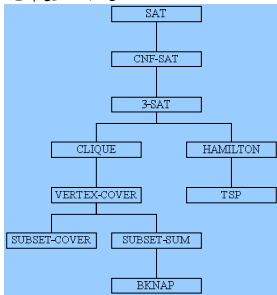 SAT
CNF-SAT
3-SAT
CLIQUE HAMILTON
VERTEX-COVER TSP
SUBSET-COVER SUBSET-SUM
BKNAP